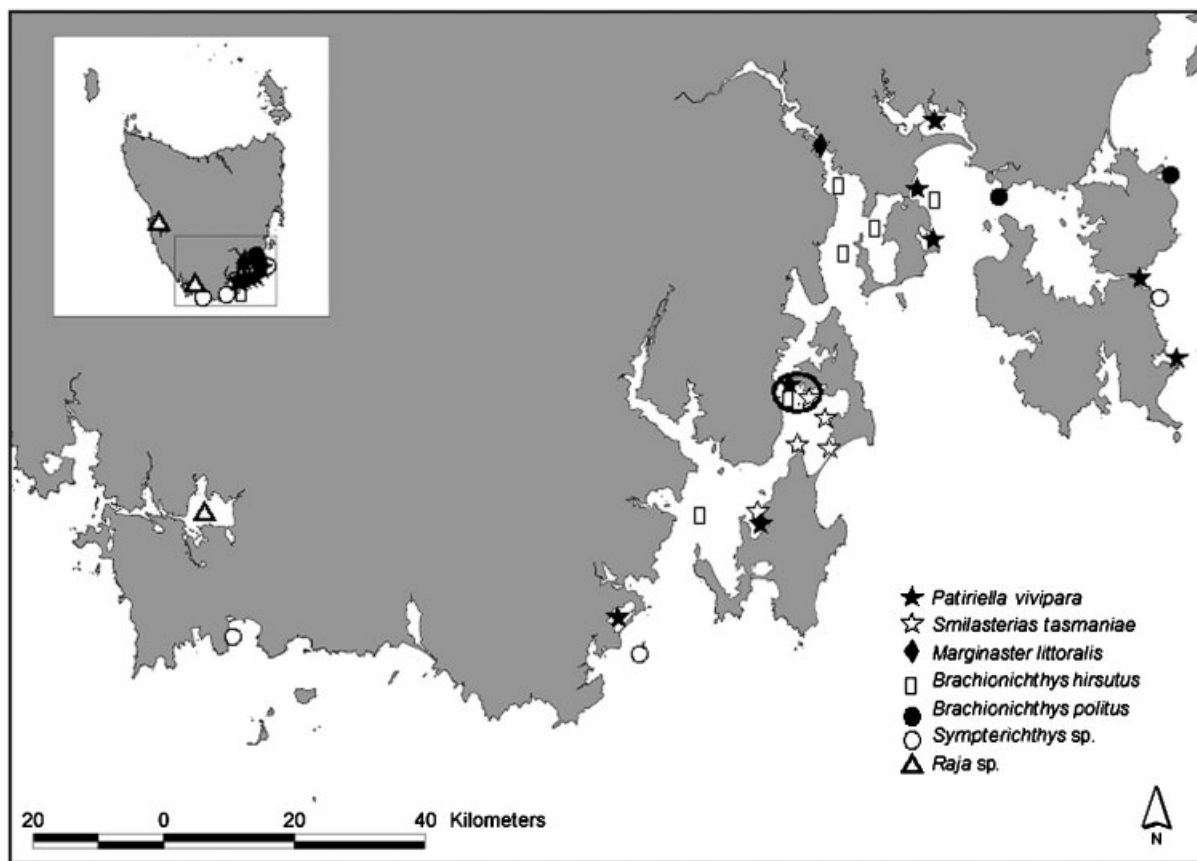 Patiriella vivipara
Smilasterias tasmaniae
Marginaster littoralis
Brachionichthys hirsutus
Brachionichthys politus
Sympterichthys sp.
Raja sp.
20 0 20 40 Kilometers
N